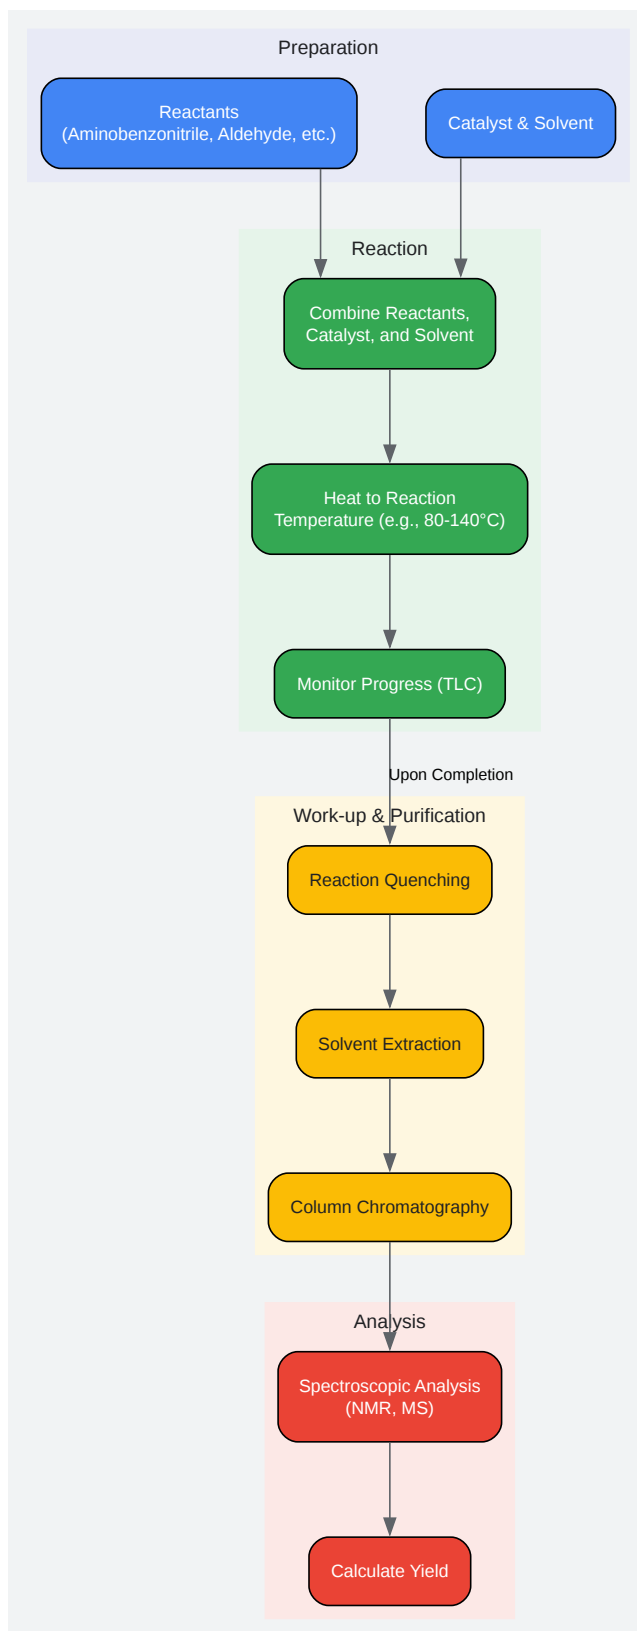 Preparation
Reactants
(Aminobenzonitrile, Aldehyde, etc.)
Catalyst & Solvent
Reaction
Combine Reactants,
Catalyst, and Solvent
Heat to Reaction
Temperature (e.g., 80-140°C)
Monitor Progress (TLC)
Upon Completion
Work-up & Purification
Reaction Quenching
Solvent Extraction
Column Chromatography
Analysis
Spectroscopic Analysis
(NMR, MS)
Calculate Yield